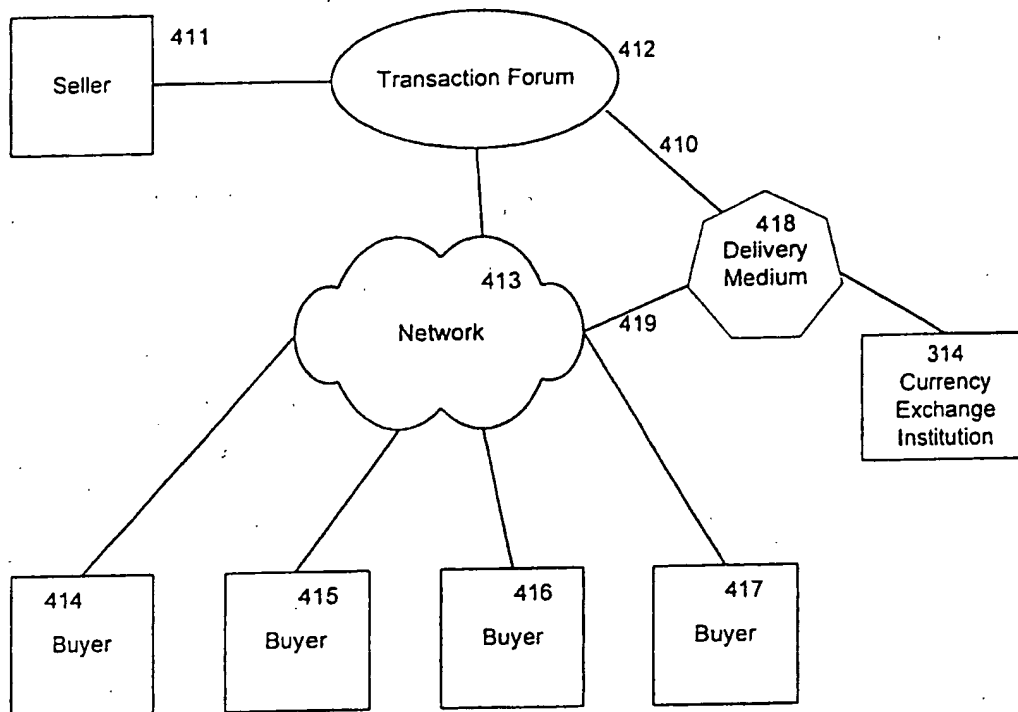 411
Seller
412
Transaction Forum
410
418
Delivery
Medium
413
Network
419
314
Currency
Exchange
Institution
414
Buyer
415
Buyer
416
Buyer
417
Buyer